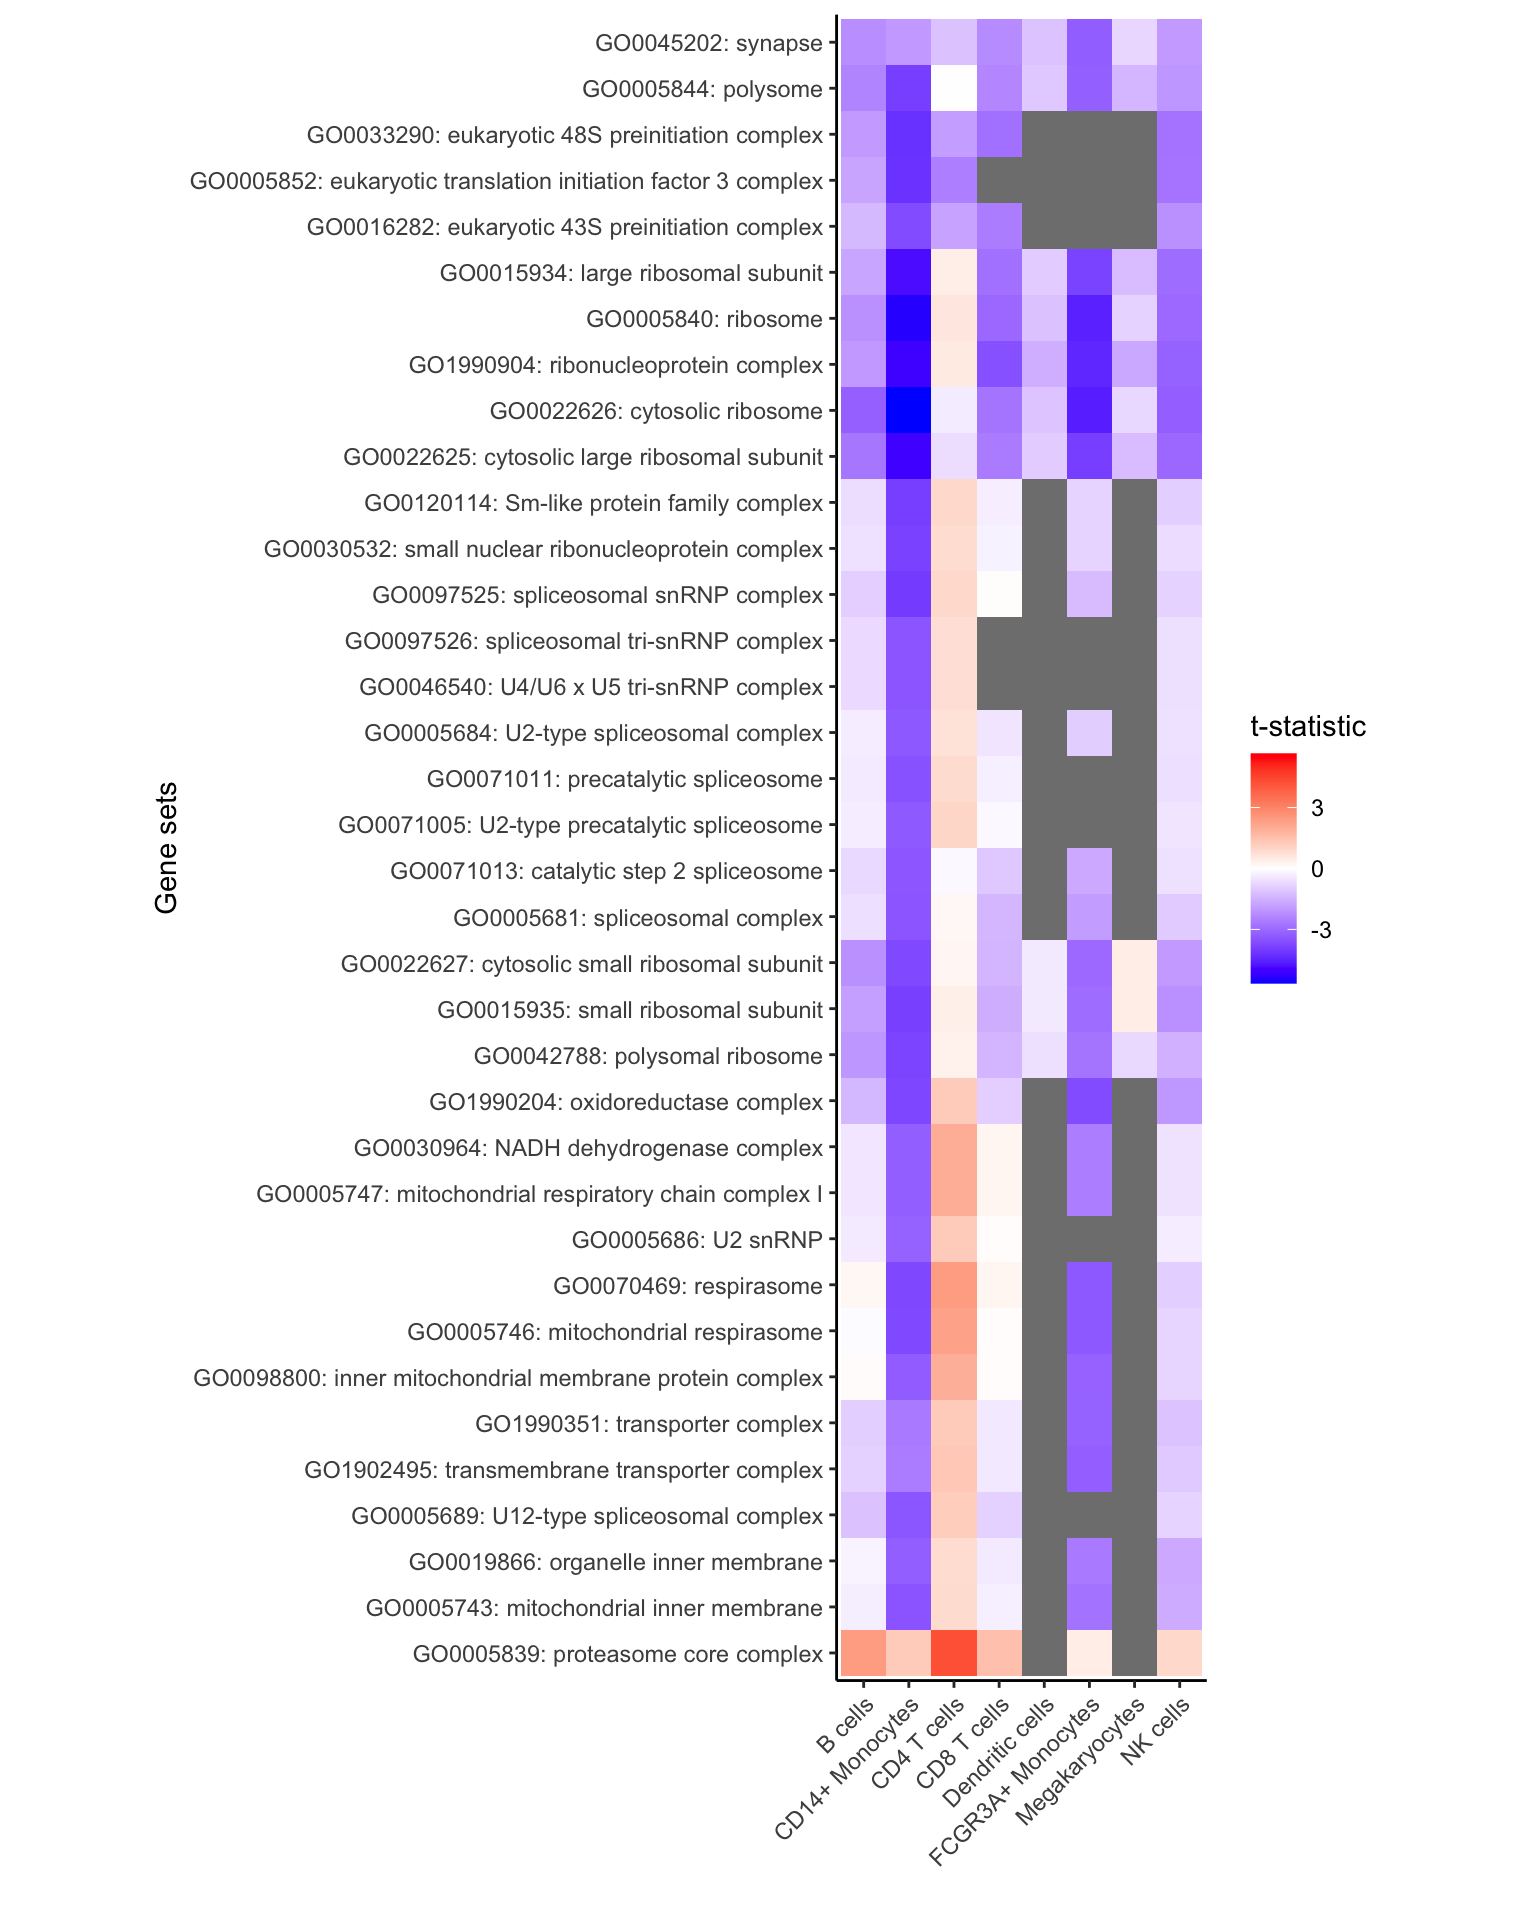 GO0045202: synapse
GO0005844: polysome
GO0033290: eukaryotic 48S preinitiation complex
GO0005852: eukaryotic translation initiation factor 3 complex
GO0016282: eukaryotic 43S preinitiation complex
GO0015934: large ribosomal subunit
GO0005840: ribosome
GO1990904: ribonucleoprotein complex
GO0022626: cytosolic ribosome
GO0022625: cytosolic large ribosomal subunit
GO0120114: Sm-like protein family complex
GO0030532: small nuclear ribonucleoprotein complex
GO0097525: spliceosomal snRNP complex
GO0097526: spliceosomal tri-snRNP complex
GO0046540: U4/U6 x U5 tri-snRNP complex
GO0005684: U2-type spliceosomal complex
GO0071011: precatalytic spliceosome
GO0071005: U2-type precatalytic spliceosome
GO0071013: catalytic step 2 spliceosome
GO0005681: spliceosomal complex
GO0022627: cytosolic small ribosomal subunit
GO0015935: small ribosomal subunit
GO0042788: polysomal ribosome
GO1990204: oxidoreductase complex
GO0030964: NADH dehydrogenase complex
GO0005747: mitochondrial respiratory chain complex I
GO0005686: U2 snRNP
GO0070469: respirasome
GO0005746: mitochondrial respirasome
GO0098800: inner mitochondrial membrane protein complex
GO1990351: transporter complex
GO1902495: transmembrane transporter complex
GO0005689: U12-type spliceosomal complex
GO0019866: organelle inner membrane
GO0005743: mitochondrial inner membrane
GO0005839: proteasome core complex
Gene sets
B cells
CD14+ Monocytes
CD4 T cells
CD8 T cells
Dendritic cells
FCGR3A+ Monocytes
Megakaryocytes
NK cells
t-statistic
3
0
-3